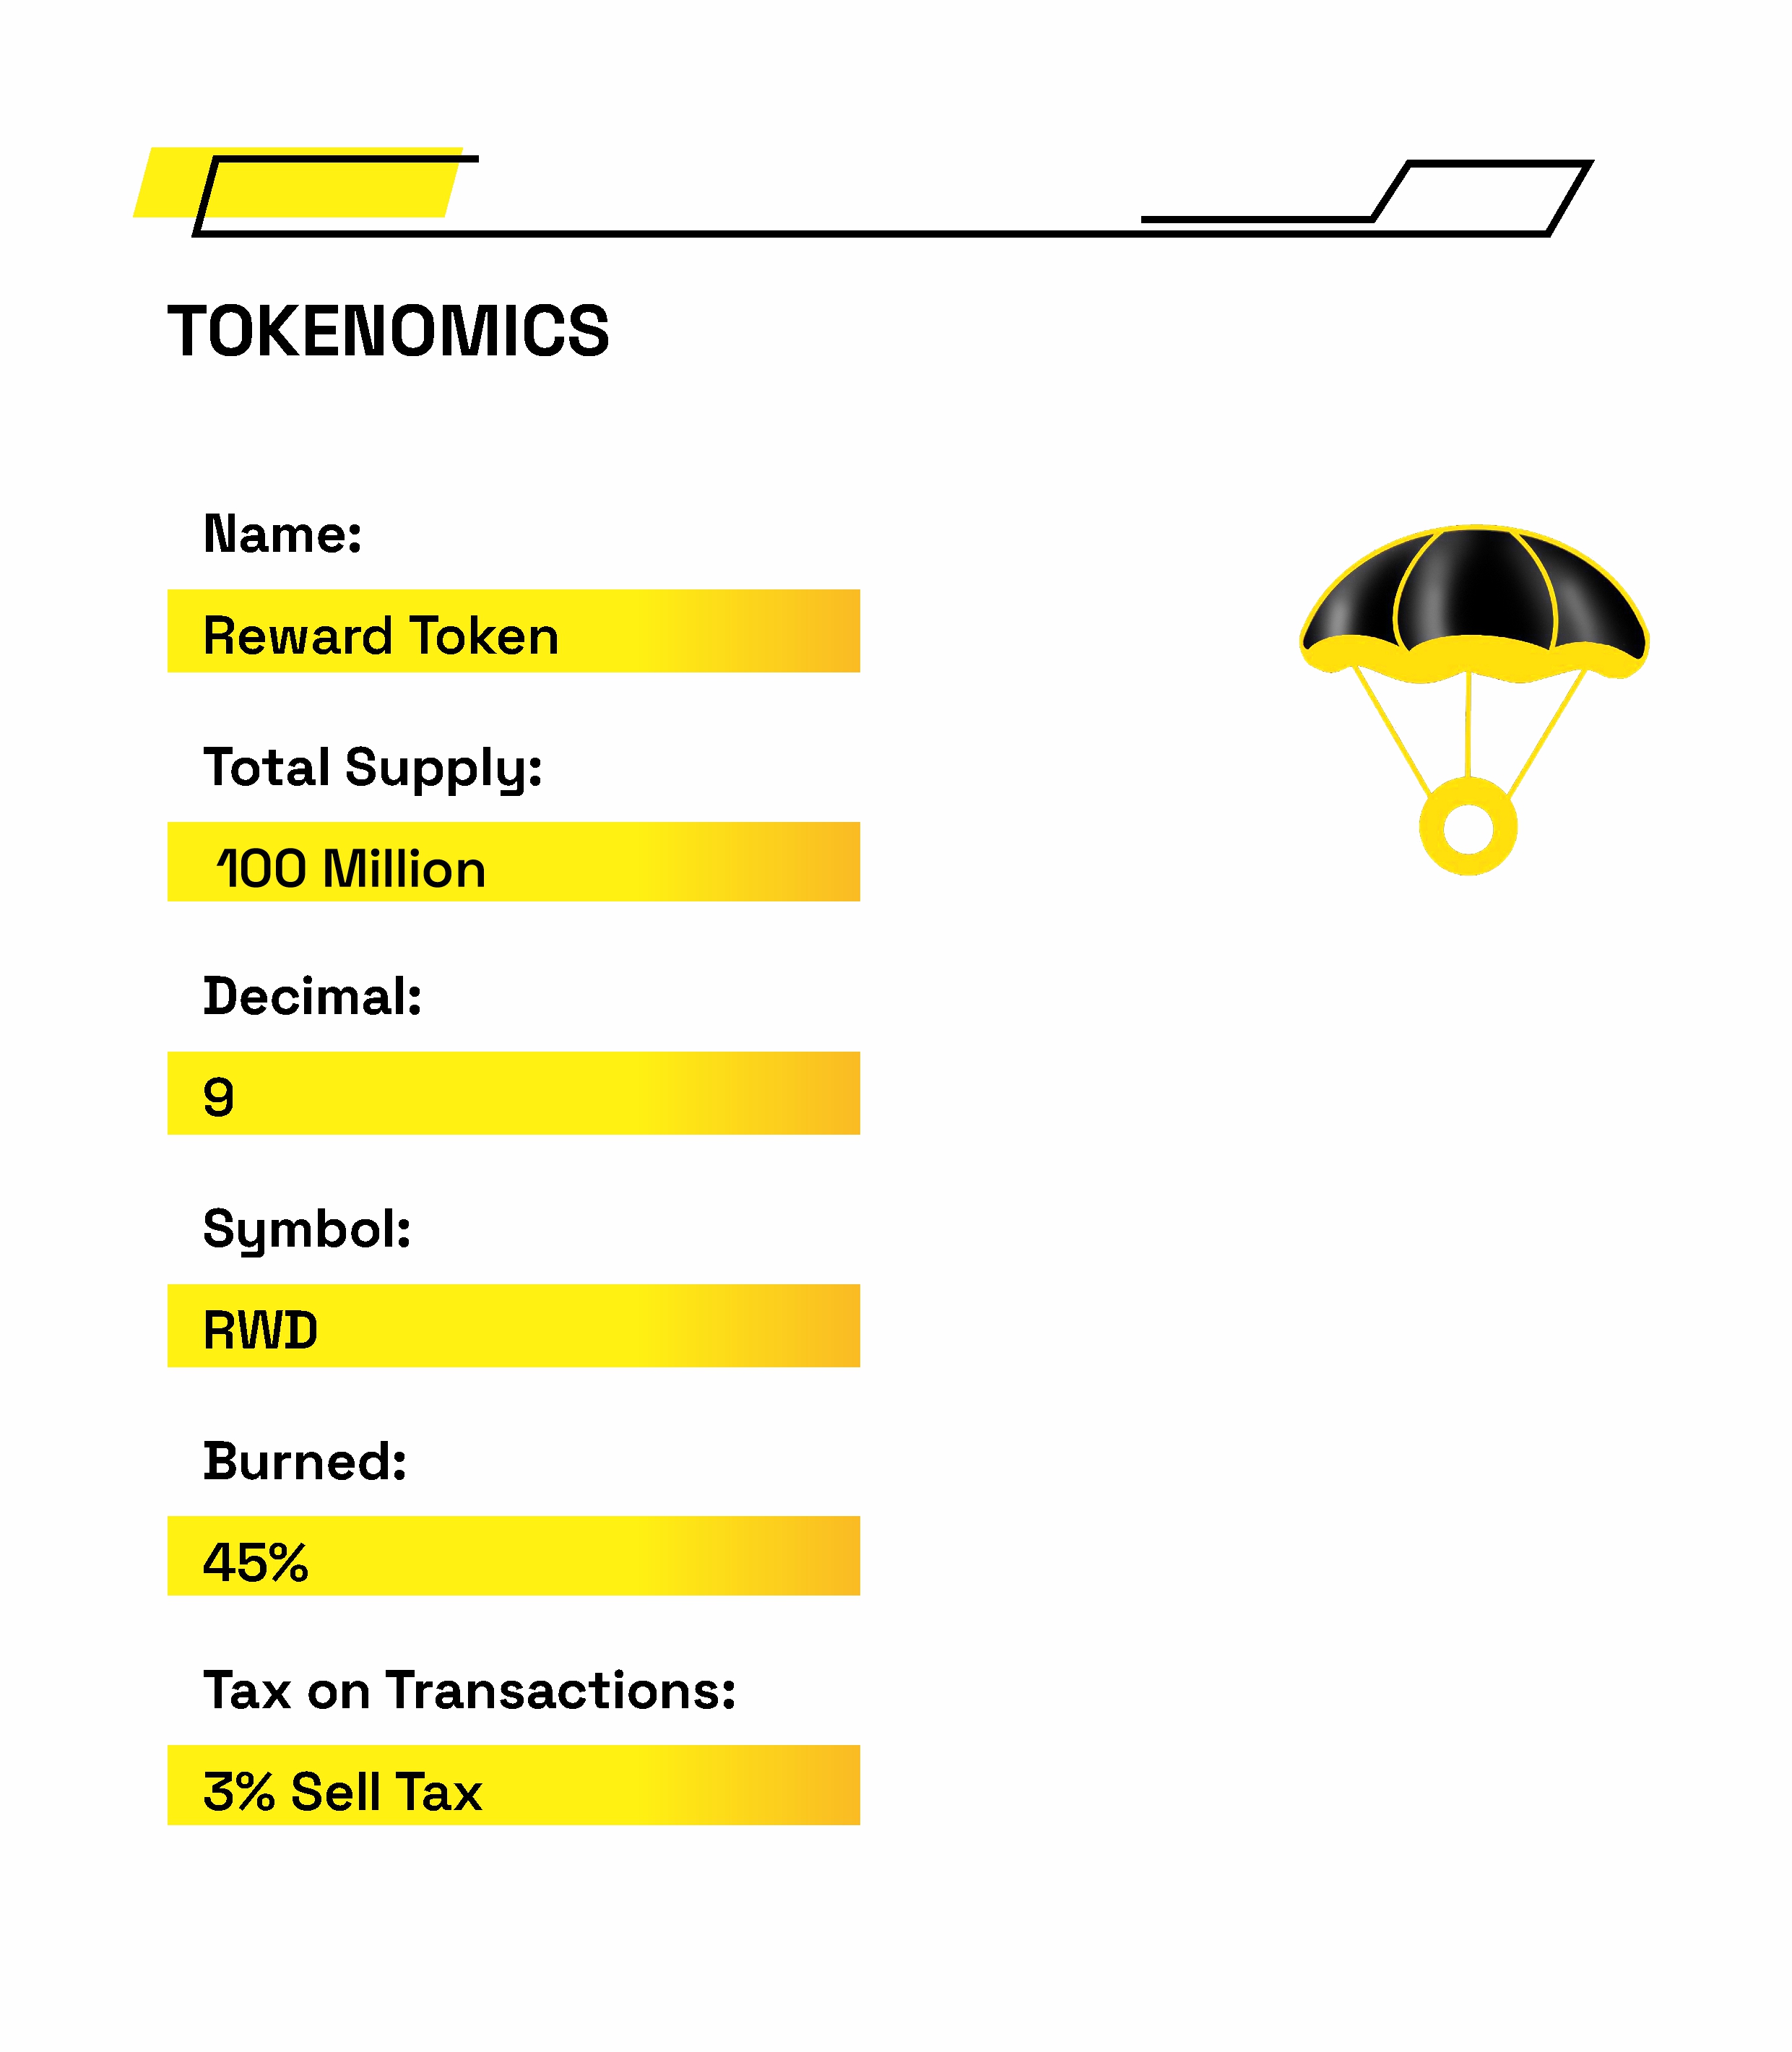 TOKENOMICS
Name:
Reward Token
Total Supply:
100 Million
Decimal:
9
Symbol:
RWD
Burned:
45%
Tax on Transactions:
3% Sell Tax